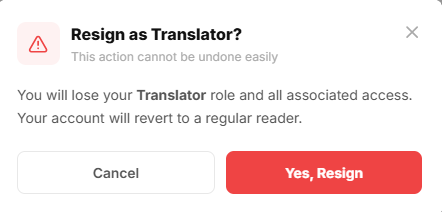 Resign as Translator?
This action cannot be undone easily
You will lose your Translator role and all associated access.
Your account will revert to a regular reader.
Cancel
Yes, Resign